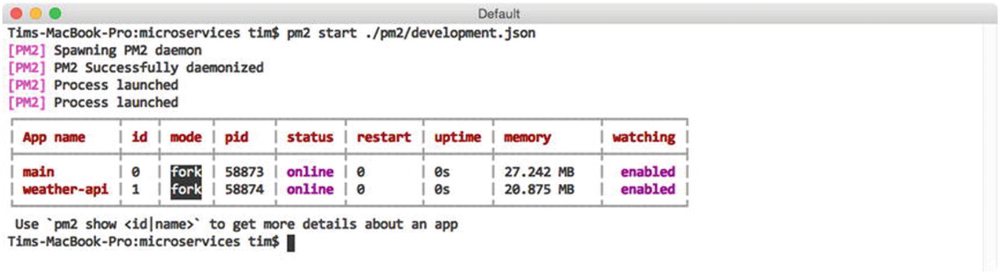 Default
Tims-MacBook-Pro:microservices tim$ pm2 start ./pm2/development.json
[PM2] Spawning PM2 daemon
[PM2] PM2 Successfully daemonized
[PM2] Process launched
[PM2] Process launched
App name | id | mode | pid | status | restart | uptime | memory | watching
main | 0 | fork | 58873 | online | 0 | 0s | 27.242 MB | enabled
weather-api | 1 | fork | 58874 | online | 0 | 0s | 20.875 MB | enabled
Use `pm2 show <id|name>` to get more details about an app
Tims-MacBook-Pro:microservices tim$